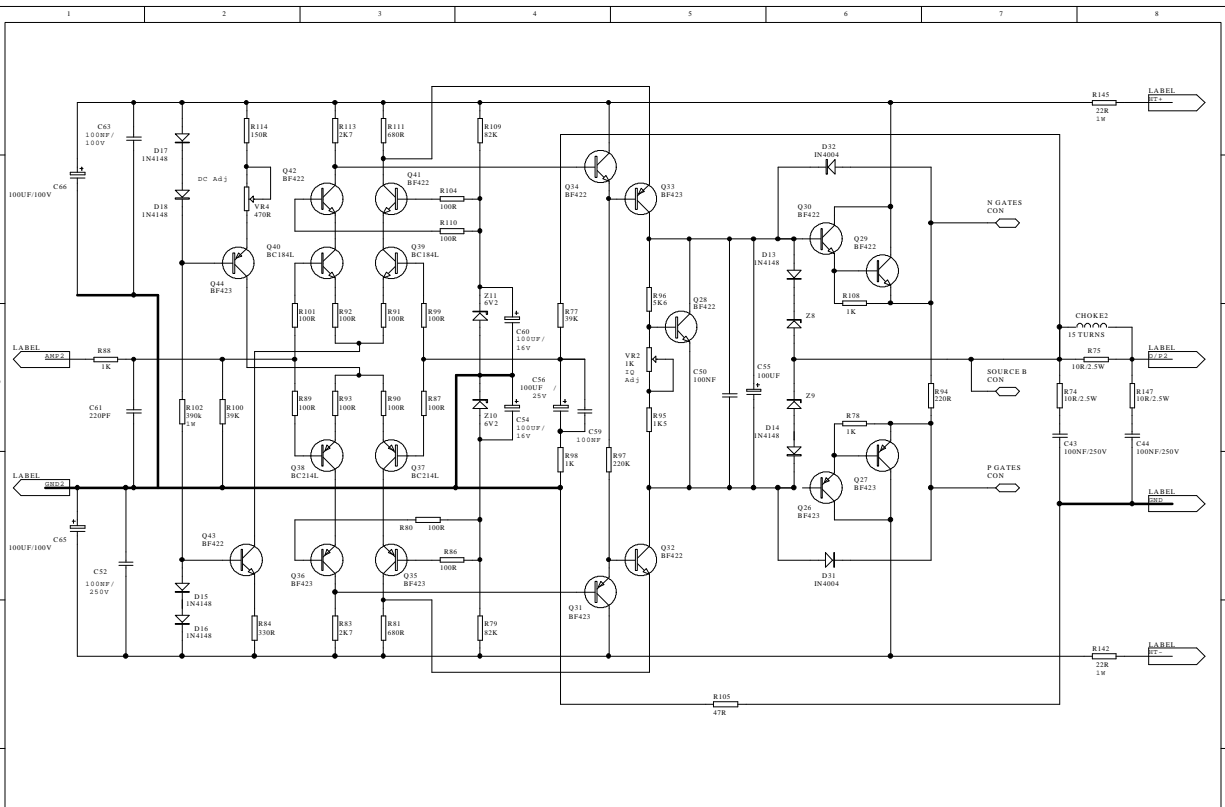 1 2 3 4 5 6 7 8
C63
100NF/
100V
C66
100UF/100V
D17
1N4148
D18
1N4148
R114
150R
DC Adj
VR4
470R
Q44
BF423
R113
2K7
R111
680R
R109
82K
Q42
BF422
Q41
BF422
R104
100R
R110
100R
Q40
BC184L
Q39
BC184L
R101
100R
R92
100R
R91
100R
R99
100R
Z11
6V2
C60
100UF/
16V
R77
39K
Q34
BF422
Q33
BF423
R96
5K6
Q28
BF422
VR2
1K
IQ
Adj
R95
1K5
C50
100NF
C55
100UF
D32
IN4004
Q30
BF422
Q29
BF422
D13
1N4148
R108
1K
Z8
Z9
R78
1K
D14
1N4148
Q27
BF423
Q26
BF423
D31
IN4004
R94
220R
N GATES
CON
SOURCE B
CON
P GATES
CON
R145
22R
1W
LABEL
HT+
CHOKE2
15 TURNS
R75
10R/2.5W
LABEL
O/P2
R74
10R/2.5W
R147
10R/2.5W
C43
100NF/250V
C44
100NF/250V
LABEL
GND
R142
22R
1W
LABEL
HT-
LABEL
AMP2
R88
1K
C61
220PF
R102
390k
1W
R100
39K
R89
100R
R93
100R
R90
100R
R87
100R
Z10
6V2
C54
100UF/
16V
C56
100UF /
25V
C59
100NF
R98
1K
R97
220K
Q38
BC214L
Q37
BC214L
LABEL
GND2
C65
100UF/100V
C52
100NF/
250V
Q43
BF422
D15
1N4148
D16
1N4148
R84
330R
R80 100R
R86
100R
Q36
BF423
Q35
BF423
R83
2K7
R81
680R
R79
82K
Q31
BF423
Q32
BF422
R105
47R